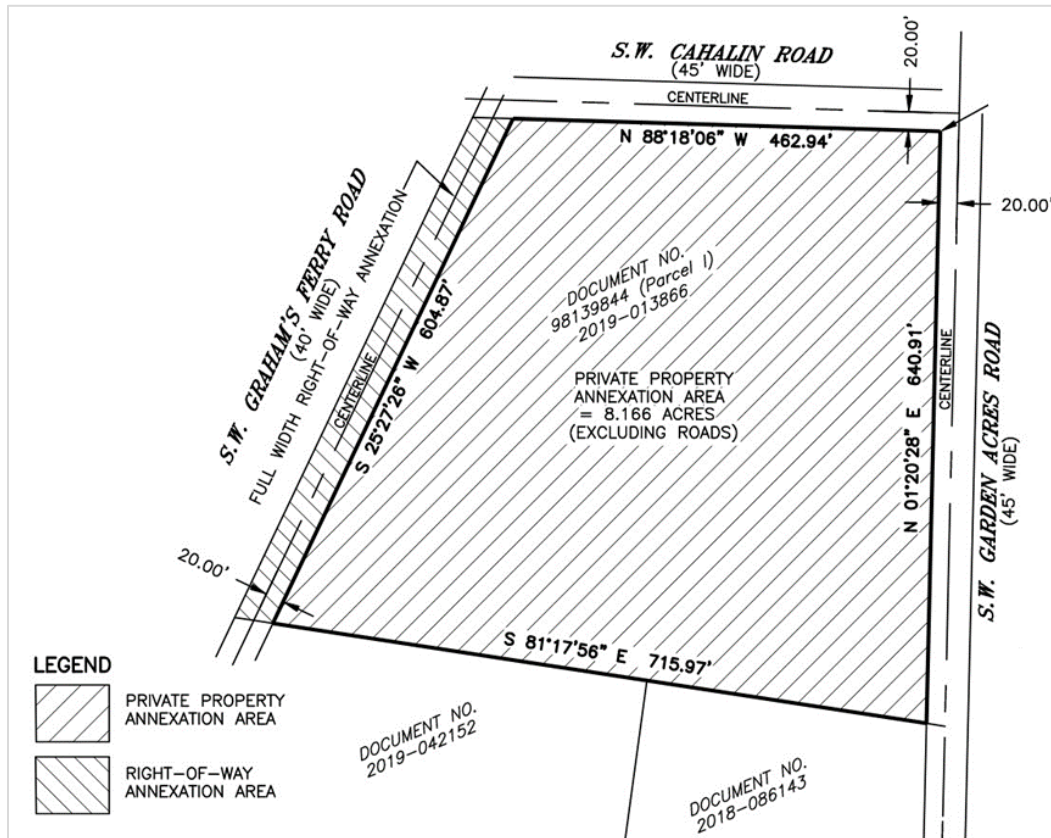 S.W. CAHALIN ROAD
(45' WIDE)
CENTERLINE
20.00'
N 88°18'06" W 462.94'
20.00'
S.W. GRAHAM'S FERRY ROAD
(40' WIDE)
FULL WIDTH RIGHT-OF-WAY ANNEXATION
CENTERLINE
S 25°27'26" W 604.87'
20.00'
DOCUMENT NO.
98139844 (Parcel I)
2019-013866
PRIVATE PROPERTY
ANNEXATION AREA
= 8.166 ACRES
(EXCLUDING ROADS)
N 01°20'28" E 640.91'
CENTERLINE
S.W. GARDEN ACRES ROAD
(45' WIDE)
S 81°17'56" E 715.97'
LEGEND
PRIVATE PROPERTY
ANNEXATION AREA
RIGHT-OF-WAY
ANNEXATION AREA
DOCUMENT NO.
2019-042152
DOCUMENT NO.
2018-086143